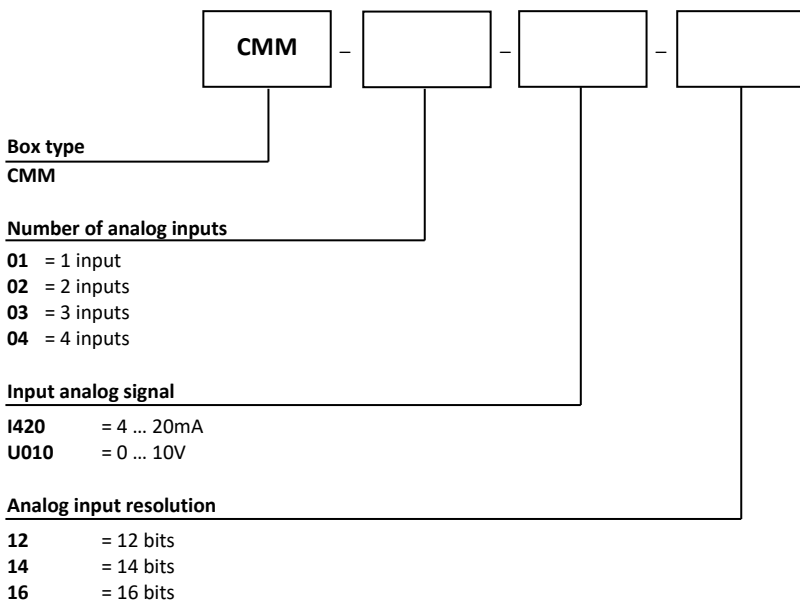 CMM – – –
Box type
CMM
Number of analog inputs
01 = 1 input
02 = 2 inputs
03 = 3 inputs
04 = 4 inputs
Input analog signal
I420 = 4 ... 20mA
U010 = 0 ... 10V
Analog input resolution
12 = 12 bits
14 = 14 bits
16 = 16 bits